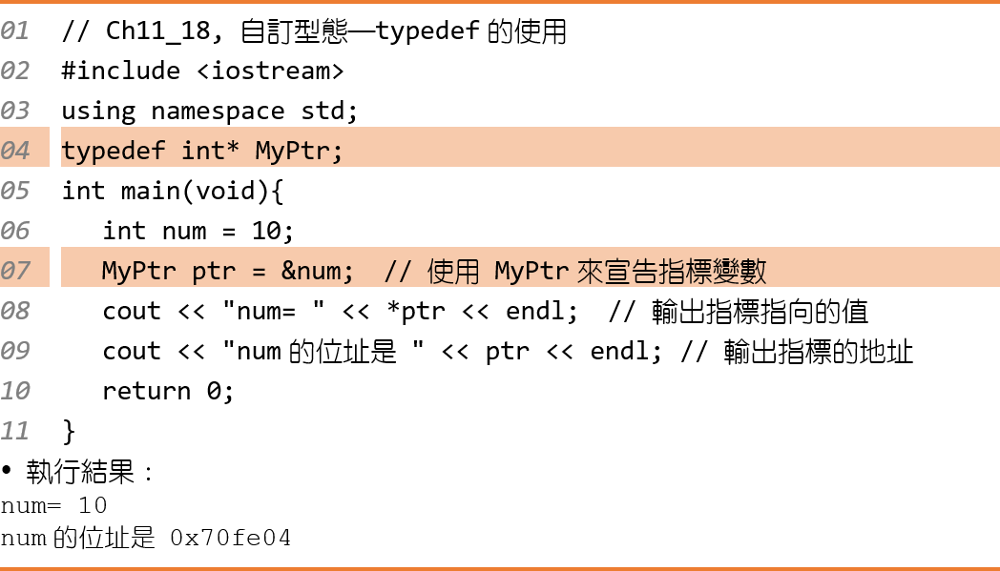 01 // Ch11_18, 自訂型態—typedef 的使用
02 #include <iostream>
03 using namespace std;
04 typedef int* MyPtr;
05 int main(void){
06    int num = 10;
07    MyPtr ptr = &num;  // 使用 MyPtr 來宣告指標變數
08    cout << "num= " << *ptr << endl;  // 輸出指標指向的值
09    cout << "num 的位址是 " << ptr << endl; // 輸出指標的地址
10    return 0;
11 }
• 執行結果：
num= 10
num 的位址是 0x70fe04